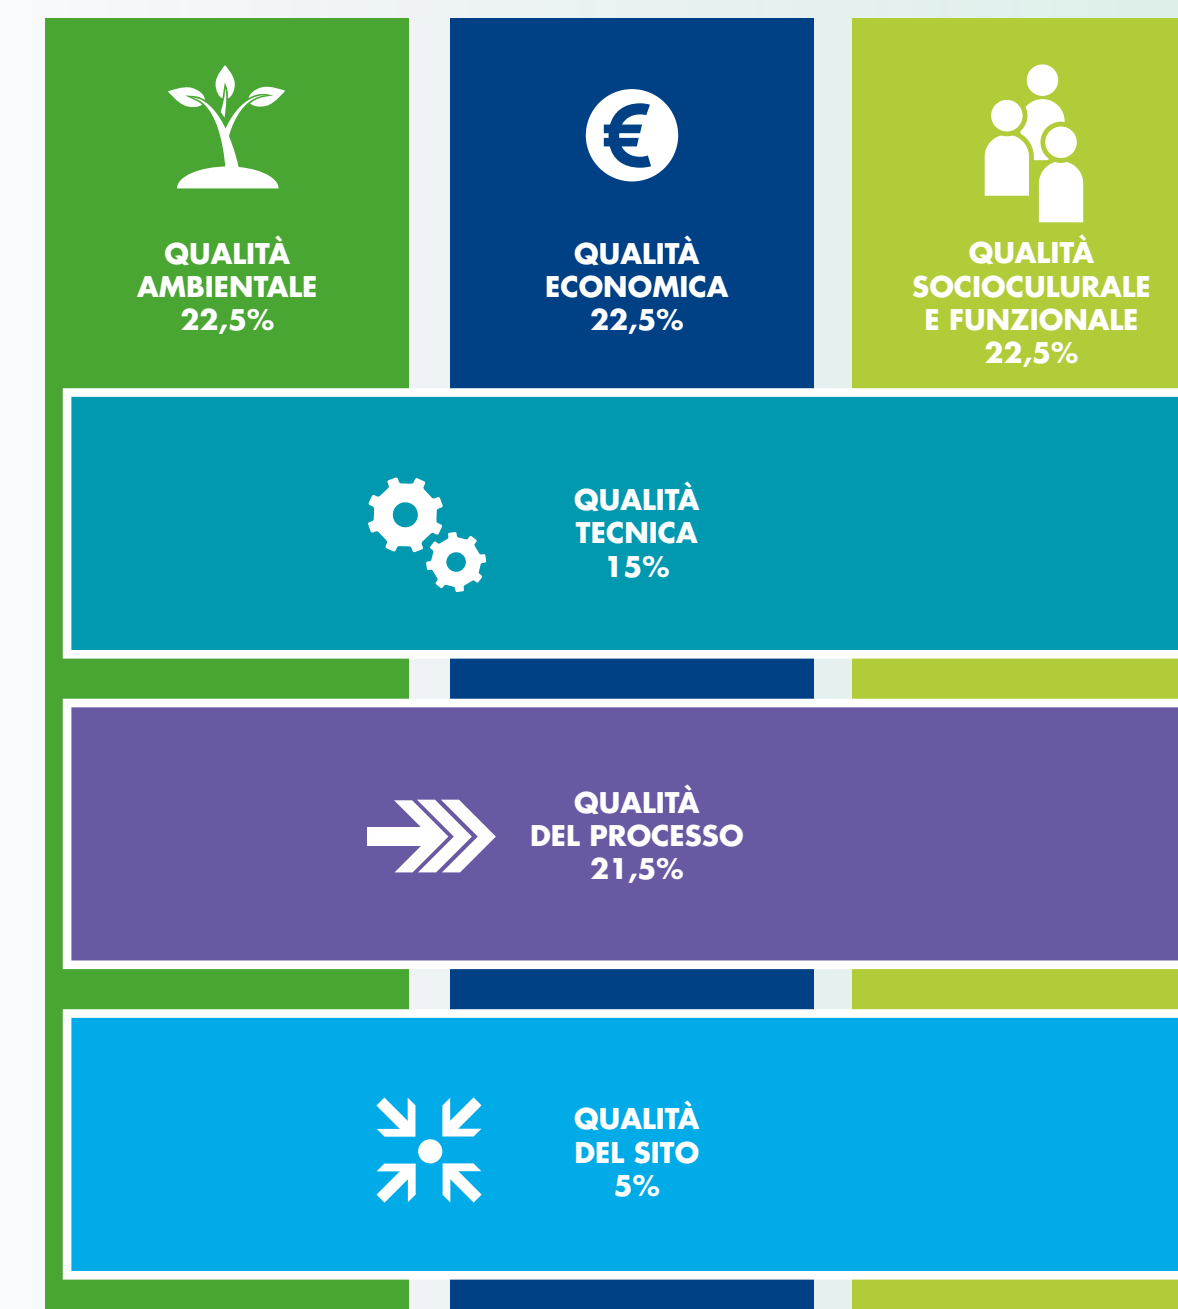 QUALITÀ
AMBIENTALE
22,5%
QUALITÀ
ECONOMICA
22,5%
QUALITÀ
SOCIOCULURALE
E FUNZIONALE
22,5%
QUALITÀ
TECNICA
15%
QUALITÀ
DEL PROCESSO
21,5%
QUALITÀ
DEL SITO
5%